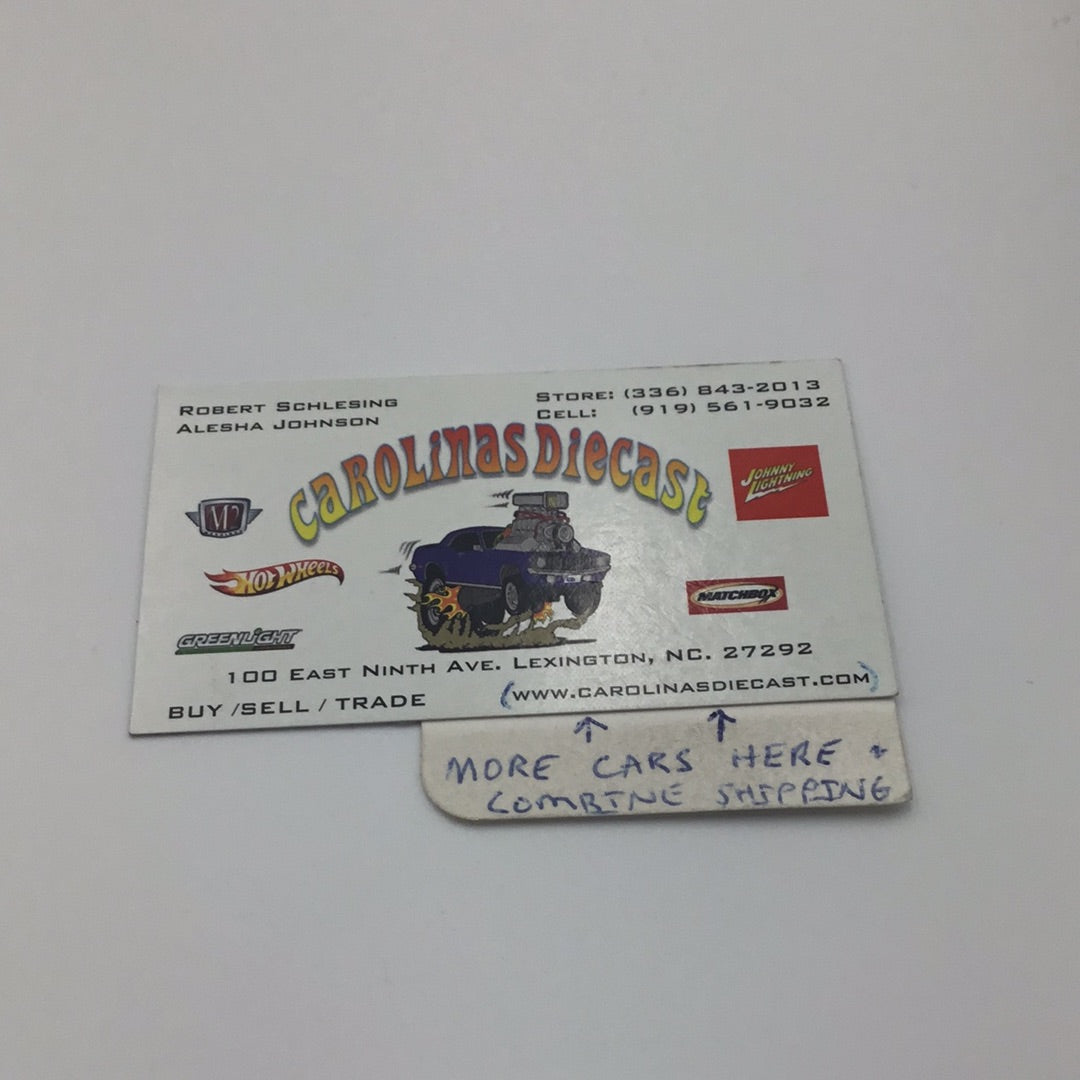 ROBERT SCHLESING
ALESHA JOHNSON
STORE: (336) 843-2013
CELL: (919) 561-9032
CAROLINAS DIECAST
M2
JOHNNY LIGHTNING
HOT WHEELS
MATCHBOX
GREENLIGHT
100 EAST NINTH AVE. LEXINGTON, NC. 27292
BUY /SELL / TRADE
(WWW.CAROLINASDIECAST.COM)
MORE CARS HERE +
COMBINE SHIPPING